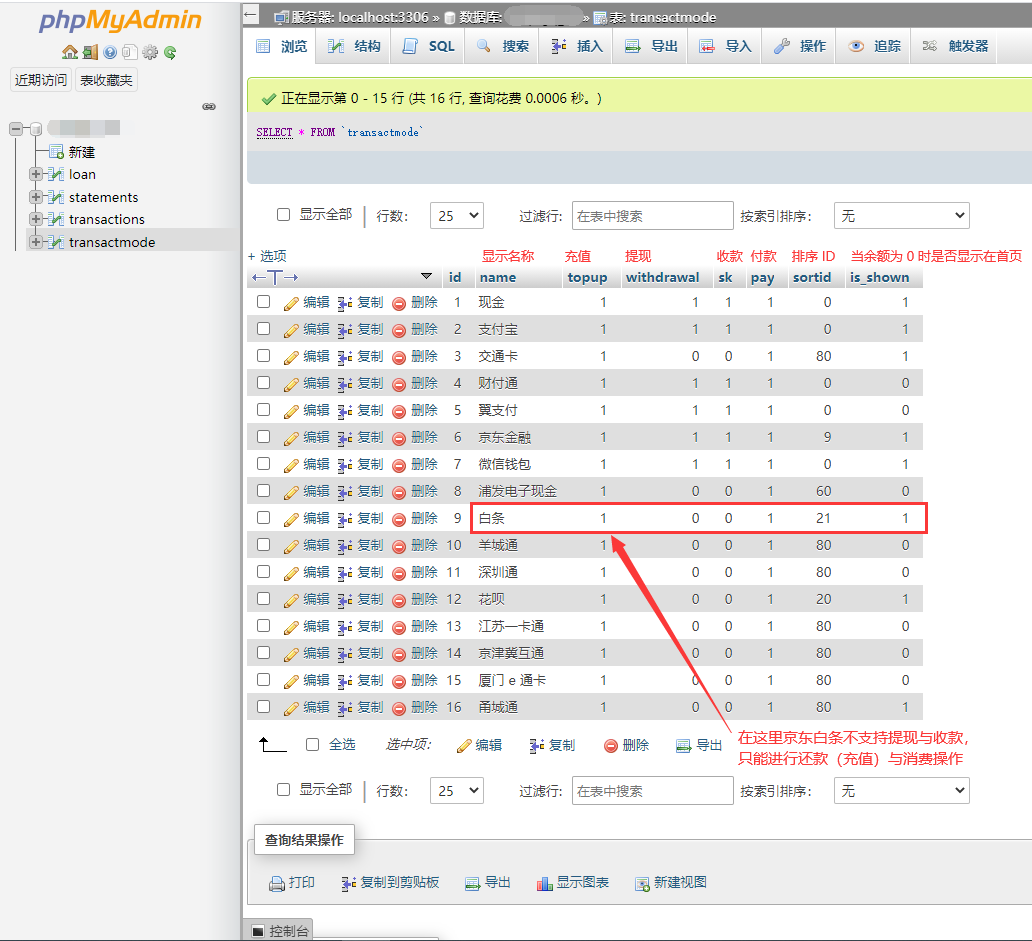 phpMyAdmin
近期访问 表收藏夹
新建
loan
statements
transactions
transactmode
服务器: localhost:3306 » 数据库: » 表: transactmode
浏览 结构 SQL 搜索 插入 导出 导入 操作 追踪 触发器
正在显示第 0 - 15 行 (共 16 行, 查询花费 0.0006 秒。)
SELECT * FROM `transactmode`
显示全部 行数: 25 过滤行: 在表中搜索 按索引排序: 无
+ 选项 显示名称 充值 提现 收款 付款 排序 ID 当余额为 0 时是否显示在首页
←T→ id name topup withdrawal sk pay sortid is_shown
编辑 复制 删除 1 现金 1 1 1 1 0 1
编辑 复制 删除 2 支付宝 1 1 1 1 0 1
编辑 复制 删除 3 交通卡 1 0 0 1 80 1
编辑 复制 删除 4 财付通 1 1 1 1 0 0
编辑 复制 删除 5 翼支付 1 1 1 1 0 0
编辑 复制 删除 6 京东金融 1 1 1 1 9 1
编辑 复制 删除 7 微信钱包 1 1 1 1 0 1
编辑 复制 删除 8 浦发电子现金 1 0 0 1 60 0
编辑 复制 删除 9 白条 1 0 0 1 21 1
编辑 复制 删除 10 羊城通 1 0 0 1 80 0
编辑 复制 删除 11 深圳通 1 0 0 1 80 0
编辑 复制 删除 12 花呗 1 0 0 1 20 1
编辑 复制 删除 13 江苏一卡通 1 0 0 1 80 0
编辑 复制 删除 14 京津冀互通 1 0 0 1 80 0
编辑 复制 删除 15 厦门 e 通卡 1 0 0 1 80 0
编辑 复制 删除 16 甬城通 1 0 0 1 80 1
全选 选中项: 编辑 复制 删除 导出
在这里京东白条不支持提现与收款，
只能进行还款（充值）与消费操作
显示全部 行数: 25 过滤行: 在表中搜索 按索引排序: 无
查询结果操作
打印 复制到剪贴板 导出 显示图表 新建视图
控制台